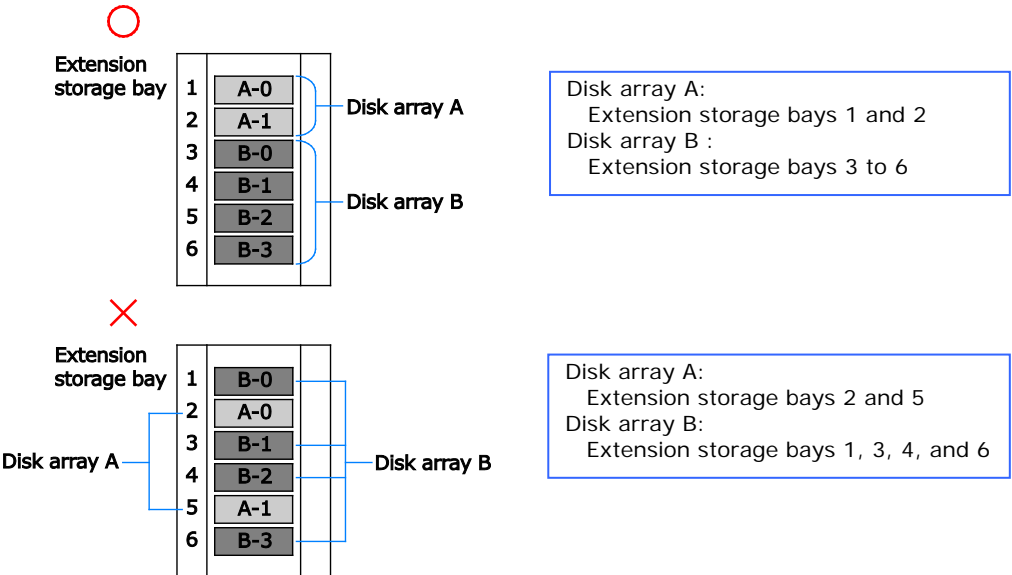 Extension
storage bay
1 A-0
2 A-1
3 B-0
4 B-1
5 B-2
6 B-3
Disk array A
Disk array B
Disk array A:
Extension storage bays 1 and 2
Disk array B :
Extension storage bays 3 to 6
Extension
storage bay
1 B-0
2 A-0
3 B-1
4 B-2
5 A-1
6 B-3
Disk array A
Disk array B
Disk array A:
Extension storage bays 2 and 5
Disk array B:
Extension storage bays 1, 3, 4, and 6